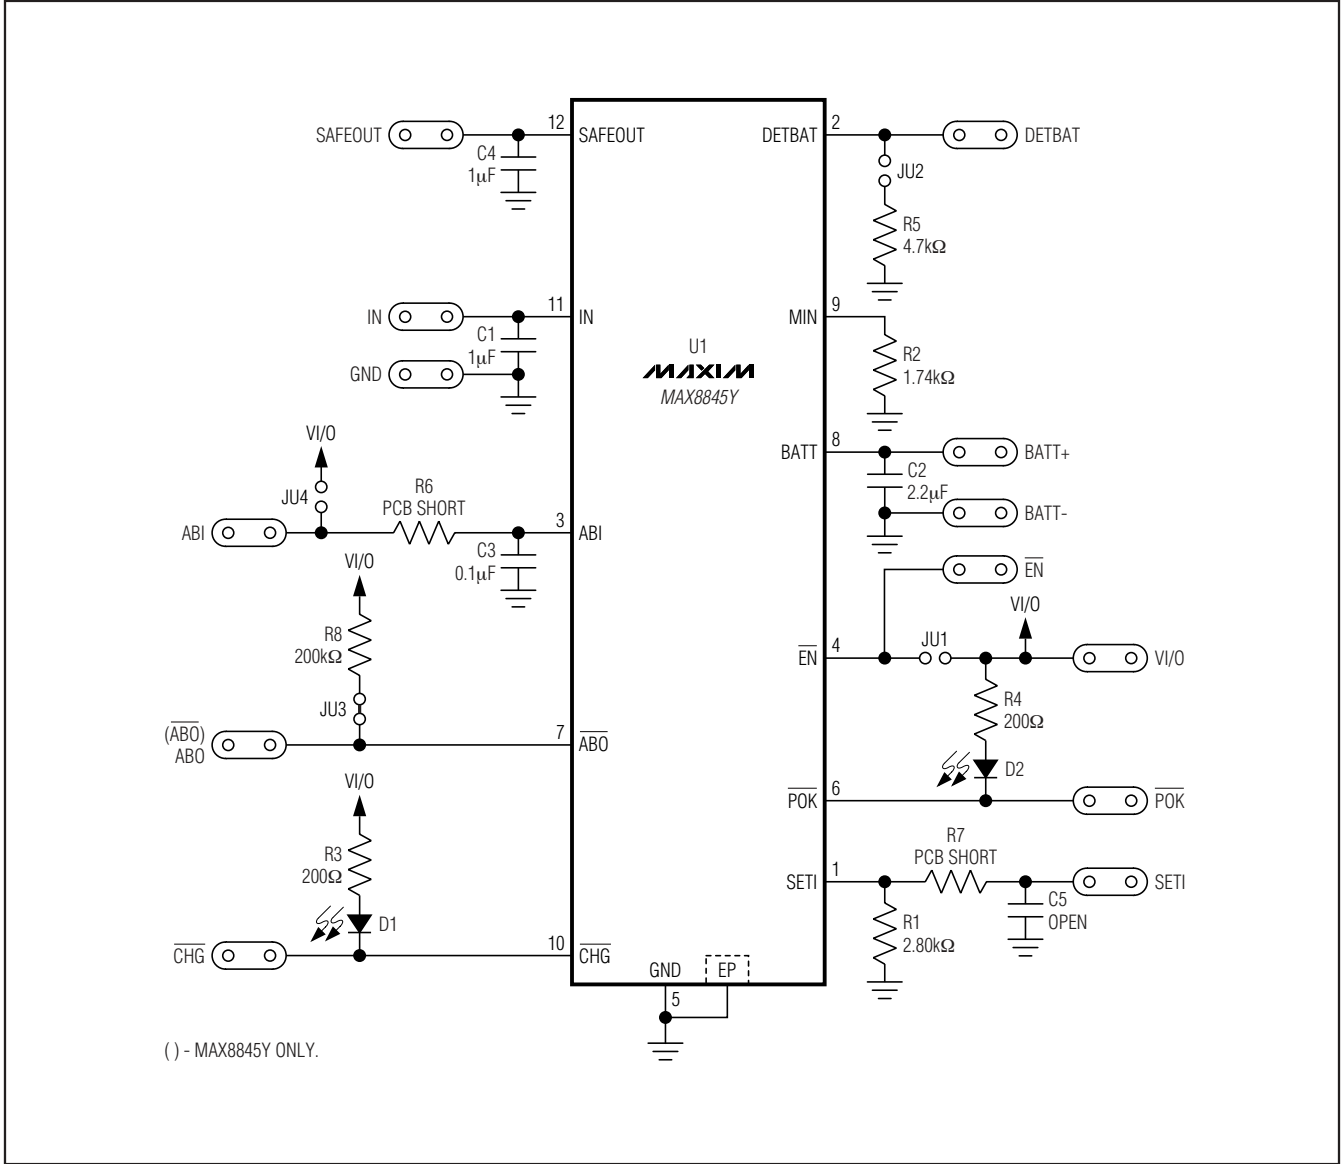 SAFEOUT
12
SAFEOUT
C4
1µF
DETBAT
2
DETBAT
JU2
R5
4.7kΩ
IN
11
IN
C1
1µF
GND
MIN
9
R2
1.74kΩ
U1
MAXIM
MAX8845Y
BATT
8
BATT+
C2
2.2µF
BATT-
VI/O
JU4
R6
PCB SHORT
ABI
3
ABI
C3
0.1µF
VI/O
R8
200kΩ
JU3
EN
VI/O
EN
4
JU1
VI/O
R4
200Ω
D2
(ABO)
ABO
7
ABO
POK
6
POK
VI/O
R3
200Ω
D1
CHG
10
CHG
R7
PCB SHORT
SETI
1
SETI
R1
2.80kΩ
C5
OPEN
GND
EP
5
( ) - MAX8845Y ONLY.